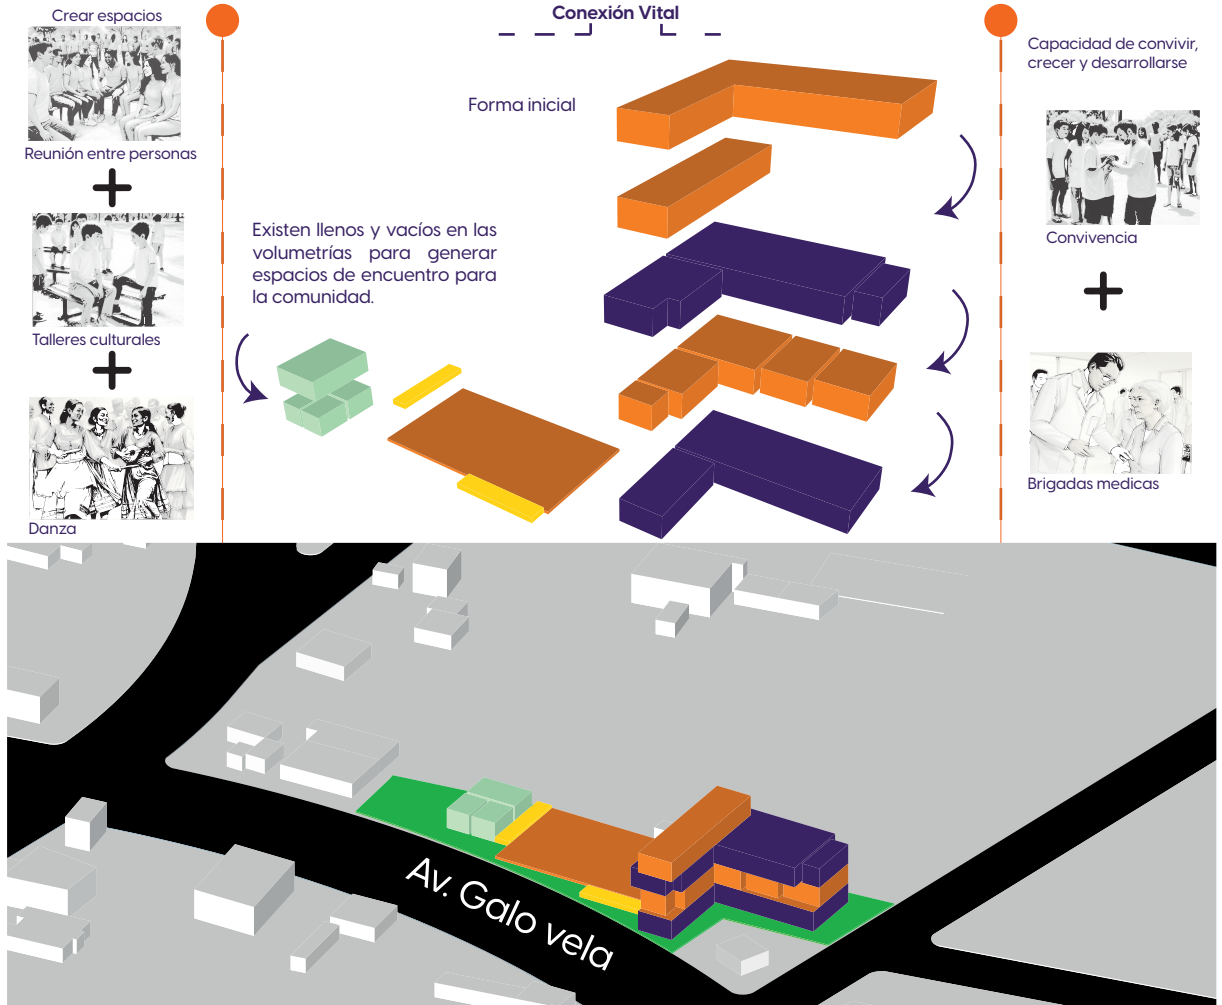 Crear espacios
Reunión entre personas
Talleres culturales
Danza
Conexión Vital
Forma inicial
Existen llenos y vacíos en las
volumetrías para generar
espacios de encuentro para
la comunidad.
Capacidad de convivir,
crecer y desarrollarse
Convivencia
Brigadas medicas
Av. Galo vela